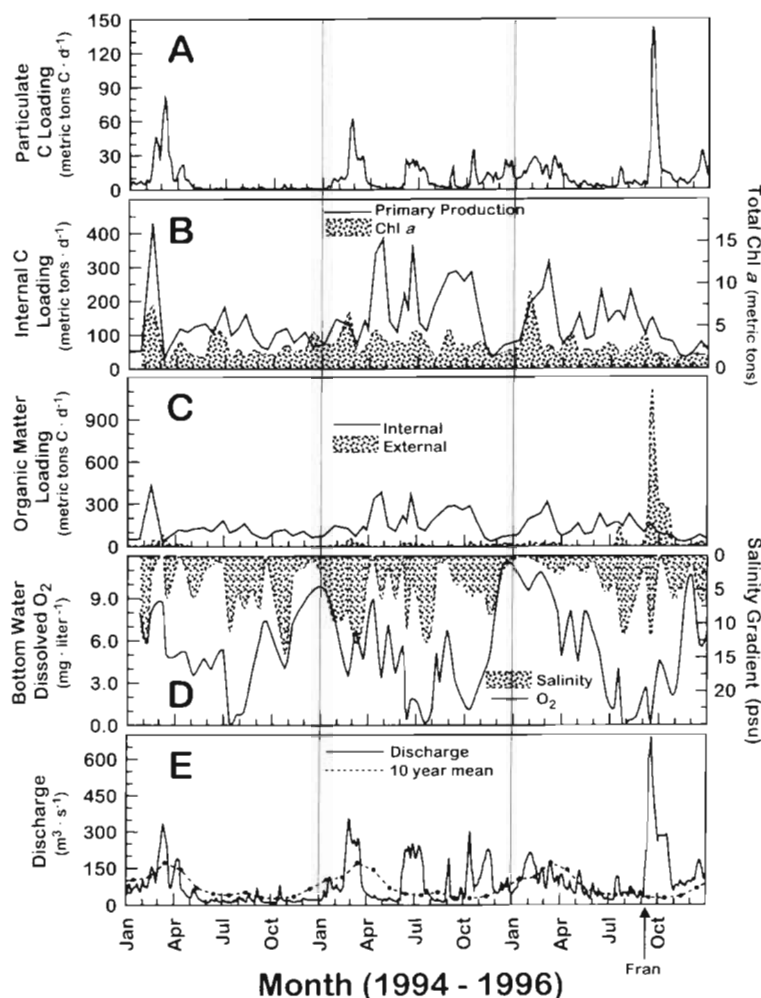 A
Particulate
C Loading
(metric tons C · d⁻¹)
150
120
90
60
30
0
B
Primary Production
Chl a
Internal C
Loading
(metric tons · d⁻¹)
400
300
200
100
0
Total Chl a (metric tons)
15
10
5
0
C
Internal
External
Organic Matter
Loading
(metric tons C · d⁻¹)
900
600
300
0
D
Salinity
O₂
Bottom Water
Dissolved O₂
(mg · liter⁻¹)
9.0
6.0
3.0
0.0
Salinity Gradient (psu)
0
5
10
15
20
E
Discharge
10 year mean
Discharge
(m³ · s⁻¹)
600
450
300
150
0
Jan
Apr
Jul
Oct
Jan
Apr
Jul
Oct
Jan
Apr
Jul
Oct
Fran
Month (1994 - 1996)